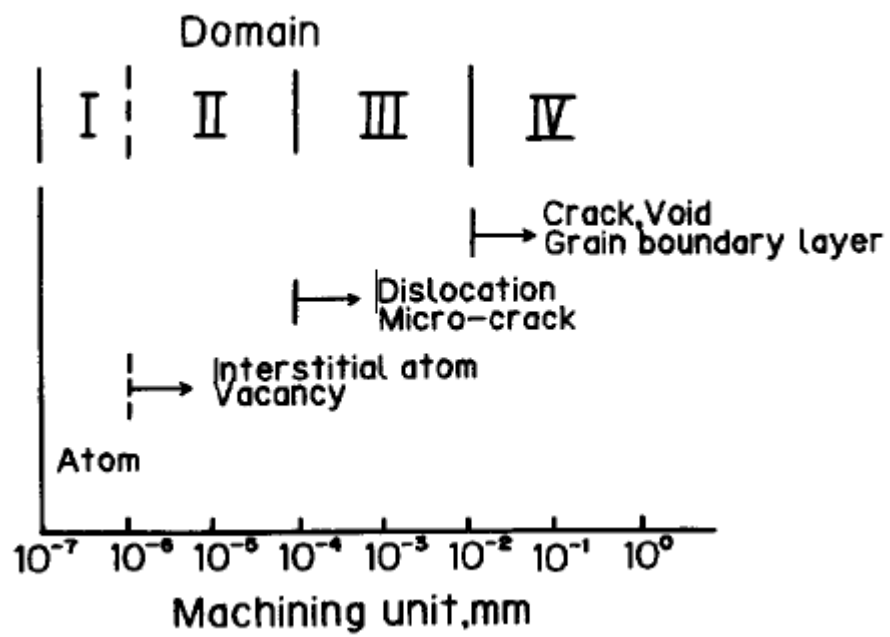 Domain
I II III IV
Crack,Void
Grain boundary layer
Dislocation
Micro-crack
Interstitial atom
Vacancy
Atom
10⁻⁷ 10⁻⁶ 10⁻⁵ 10⁻⁴ 10⁻³ 10⁻² 10⁻¹ 10⁰
Machining unit,mm